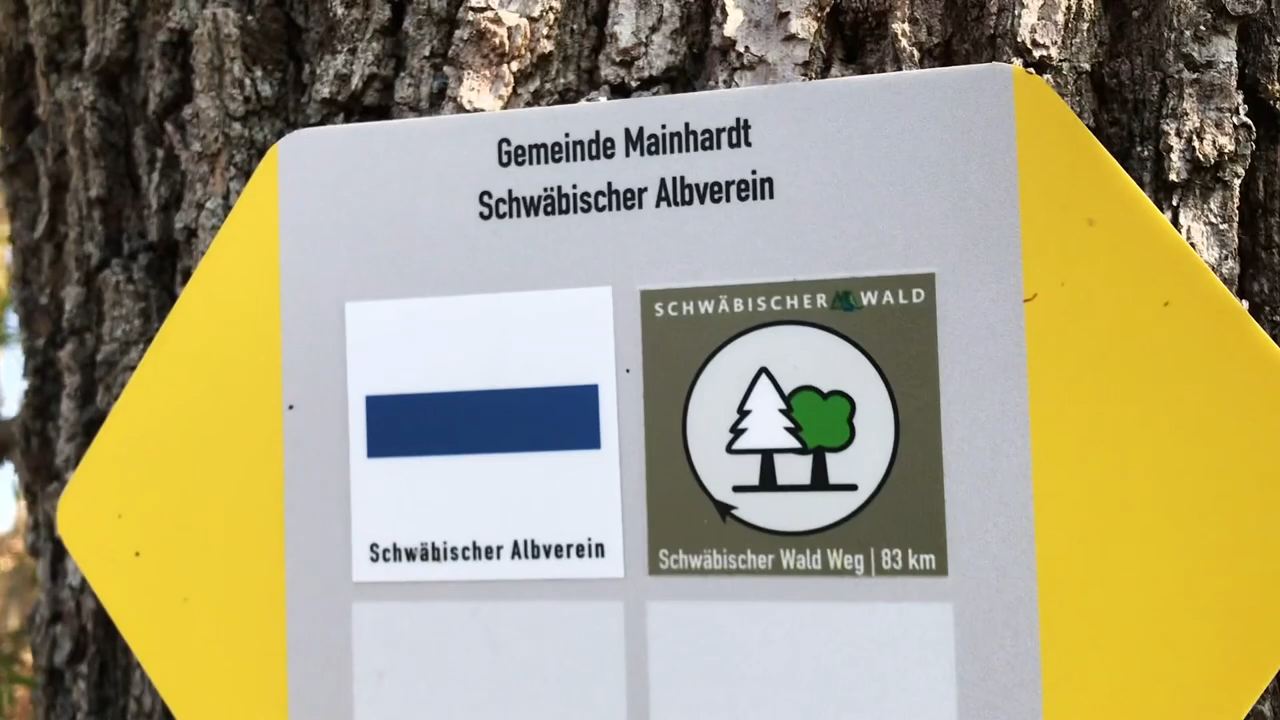 Gemeinde Mainhardt
Schwäbischer Albverein
Schwäbischer Albverein
SCHWÄBISCHER WALD
Schwäbischer Wald Weg | 83 km